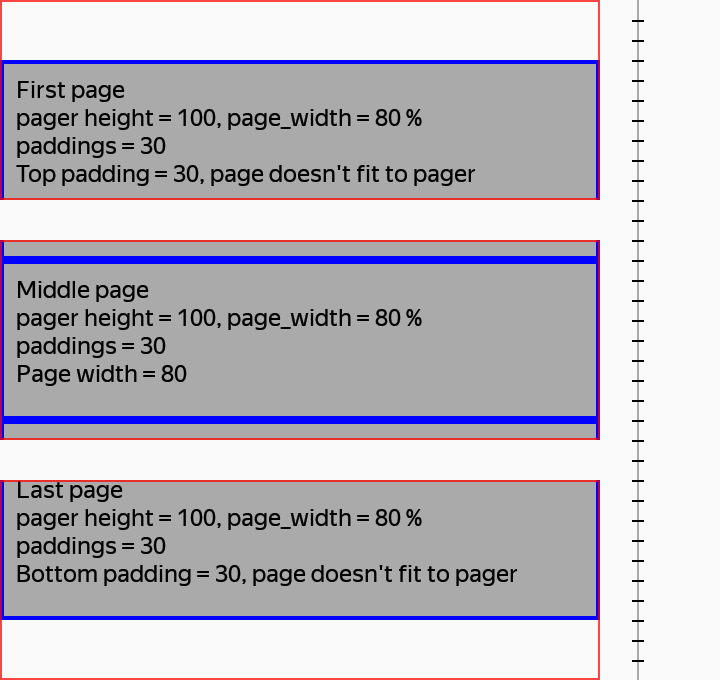 First page
pager height = 100, page_width = 80 %
paddings = 30
Top padding = 30, page doesn't fit to pager
Middle page
pager height = 100, page_width = 80 %
paddings = 30
Page width = 80
Last page
pager height = 100, page_width = 80 %
paddings = 30
Bottom padding = 30, page doesn't fit to pager